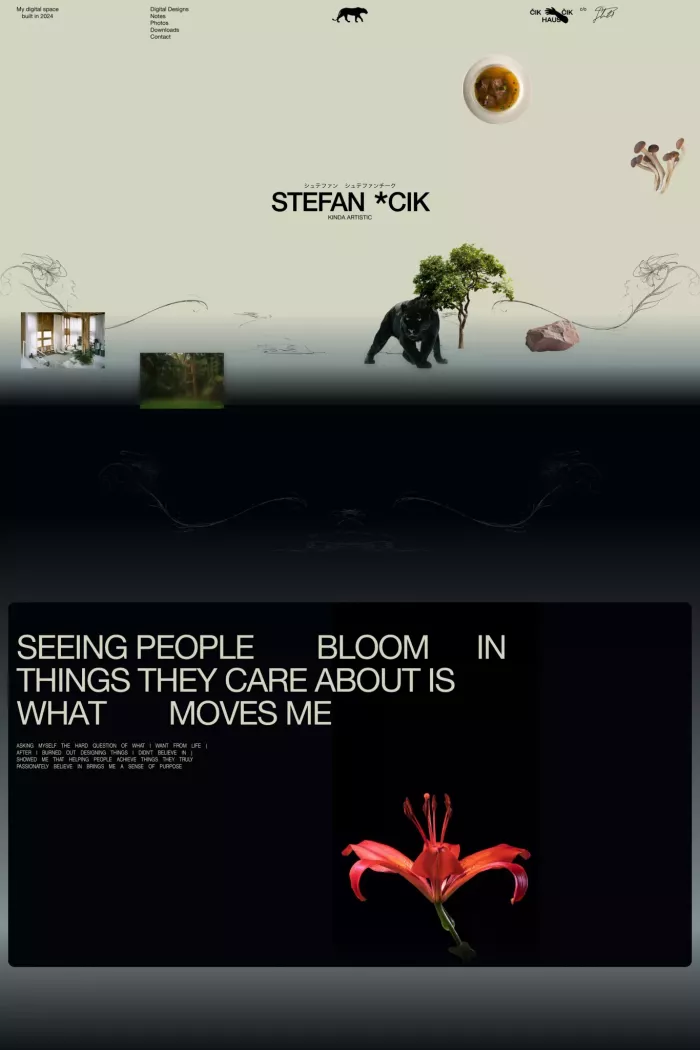 My digital space
built in 2024
Digital Designs
Notes
Photos
Downloads
Contact
ČIK ČIK
HAUS
c/o
シュテファン シュテファンチーク
STEFAN *CIK
KINDA ARTISTIC
SEEING PEOPLE BLOOM IN
THINGS THEY CARE ABOUT IS
WHAT MOVES ME
ASKING MYSELF THE HARD QUESTION OF WHAT I WANT FROM LIFE (
AFTER I BURNED OUT DESIGNING THINGS I DIDN'T BELIEVE IN )
SHOWED ME THAT HELPING PEOPLE ACHIEVE THINGS THEY TRULY
PASSIONATELY BELIEVE IN BRINGS ME A SENSE OF PURPOSE